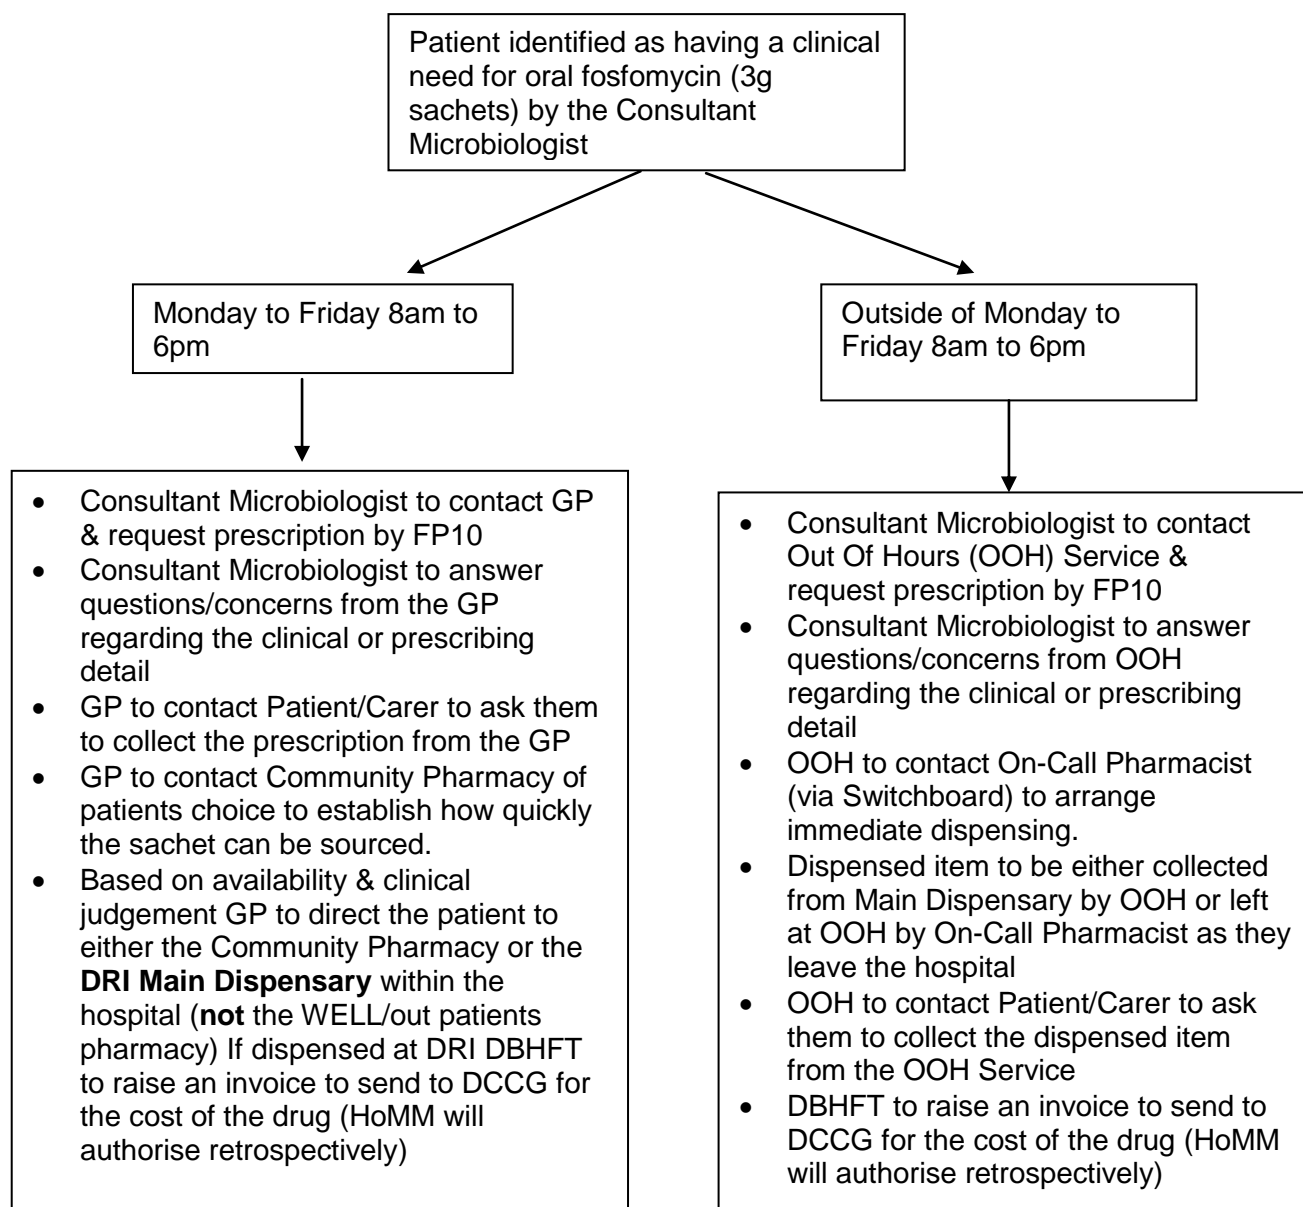 Patient identified as having a clinical
need for oral fosfomycin (3g
sachets) by the Consultant
Microbiologist
Monday to Friday 8am to
6pm
Outside of Monday to
Friday 8am to 6pm
• Consultant Microbiologist to contact GP
& request prescription by FP10
• Consultant Microbiologist to answer
questions/concerns from the GP
regarding the clinical or prescribing
detail
• GP to contact Patient/Carer to ask them
to collect the prescription from the GP
• GP to contact Community Pharmacy of
patients choice to establish how quickly
the sachet can be sourced.
• Based on availability & clinical
judgement GP to direct the patient to
either the Community Pharmacy or the
DRI Main Dispensary within the
hospital (not the WELL/out patients
pharmacy) If dispensed at DRI DBHFT
to raise an invoice to send to DCCG for
the cost of the drug (HoMM will
authorise retrospectively)
• Consultant Microbiologist to contact
Out Of Hours (OOH) Service &
request prescription by FP10
• Consultant Microbiologist to answer
questions/concerns from OOH
regarding the clinical or prescribing
detail
• OOH to contact On-Call Pharmacist
(via Switchboard) to arrange
immediate dispensing.
• Dispensed item to be either collected
from Main Dispensary by OOH or left
at OOH by On-Call Pharmacist as they
leave the hospital
• OOH to contact Patient/Carer to ask
them to collect the dispensed item
from the OOH Service
• DBHFT to raise an invoice to send to
DCCG for the cost of the drug (HoMM
will authorise retrospectively)